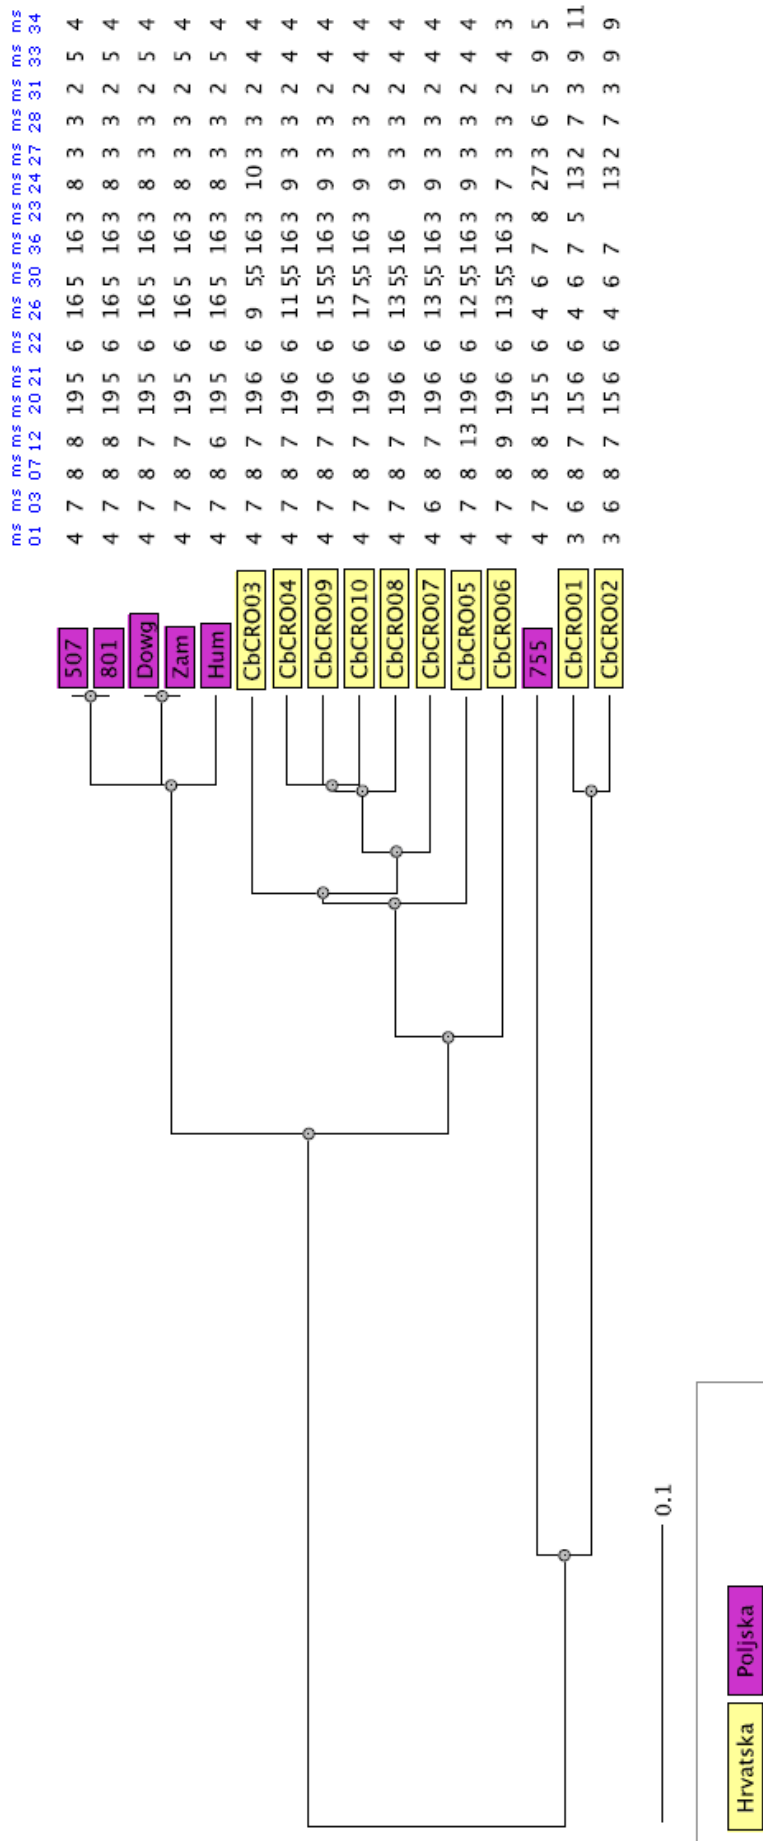 ms ms ms ms ms ms ms ms ms ms ms ms ms ms ms ms ms
01 03 07 12 20 21 22 26 30 36 23 24 27 28 31 33 34
507 4 7 8 8 19 5 6 16 5 16 3 8 3 3 2 5 4
801 4 7 8 8 19 5 6 16 5 16 3 8 3 3 2 5 4
Dowg 4 7 8 7 19 5 6 16 5 16 3 8 3 3 2 5 4
Zam 4 7 8 7 19 5 6 16 5 16 3 8 3 3 2 5 4
Hum 4 7 8 6 19 5 6 16 5 16 3 8 3 3 2 5 4
CbCRO03 4 7 8 7 19 6 6 9 5,5 16 3 10 3 3 2 4 4
CbCRO04 4 7 8 7 19 6 6 11 5,5 16 3 9 3 3 2 4 4
CbCRO09 4 7 8 7 19 6 6 15 5,5 16 3 9 3 3 2 4 4
CbCRO10 4 7 8 7 19 6 6 17 5,5 16 3 9 3 3 2 4 4
CbCRO08 4 7 8 7 19 6 6 13 5,5 16 9 3 3 2 4 4
CbCRO07 4 6 8 7 19 6 6 13 5,5 16 3 9 3 3 2 4 4
CbCRO05 4 7 8 13 19 6 6 12 5,5 16 3 9 3 3 2 4 4
CbCRO06 4 7 8 9 19 6 6 13 5,5 16 3 7 3 3 2 4 3
755 4 7 8 8 15 5 6 4 6 7 8 27 3 6 5 9 5
CbCRO01 3 6 8 7 15 6 6 4 6 7 5 13 2 7 3 9 11
CbCRO02 3 6 8 7 15 6 6 4 6 7 13 2 7 3 9 9
0.1
Hrvatska Poljska